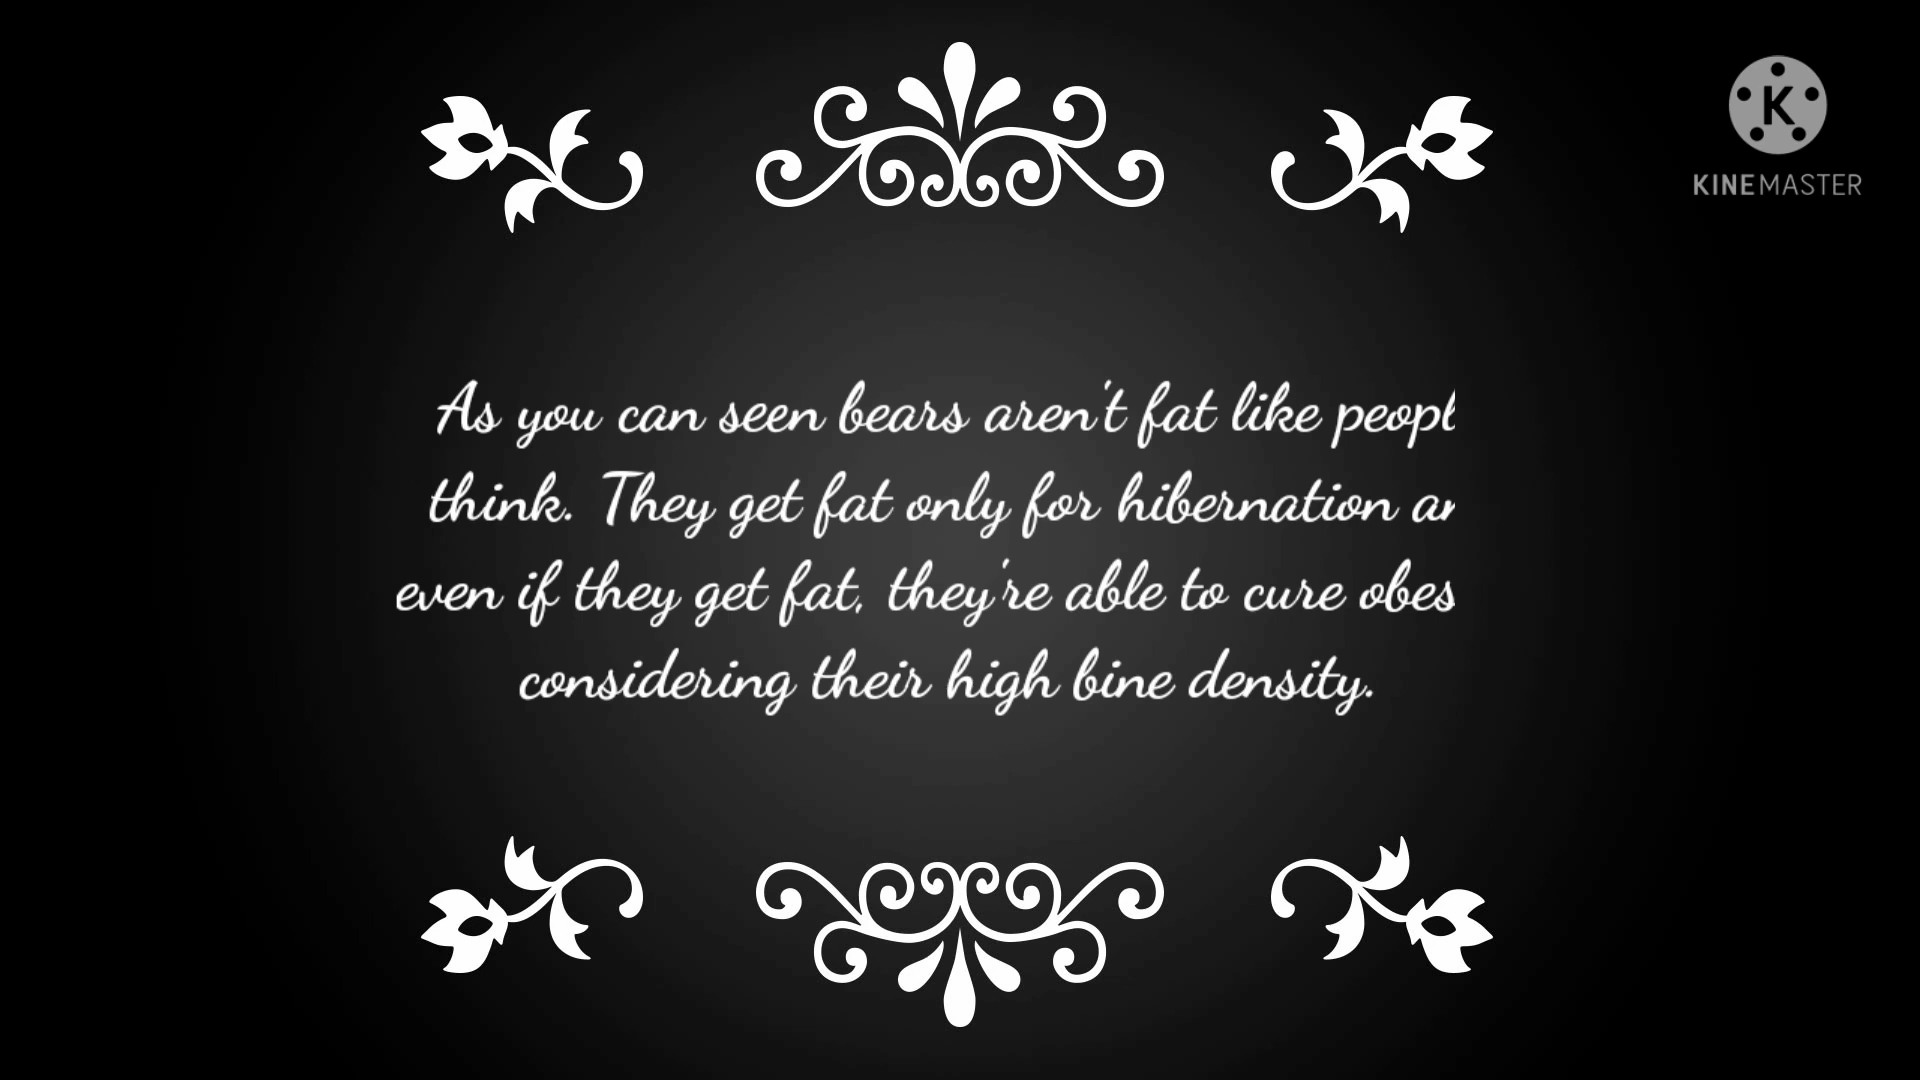 KINEMASTER
As you can seen bears aren't fat like peopl
think. They get fat only for hibernation an
even if they get fat, they're able to cure obes
considering their high bine density.